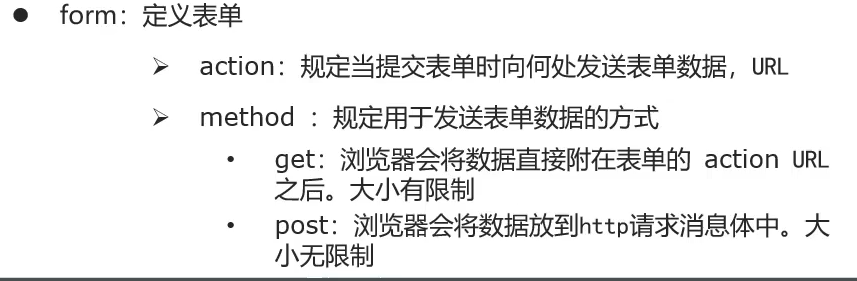 ● form：定义表单
➢ action：规定当提交表单时向何处发送表单数据，URL
➢ method ：规定用于发送表单数据的方式
• get：浏览器会将数据直接附在表单的 action URL
之后。大小有限制
• post：浏览器会将数据放到http请求消息体中。大
小无限制